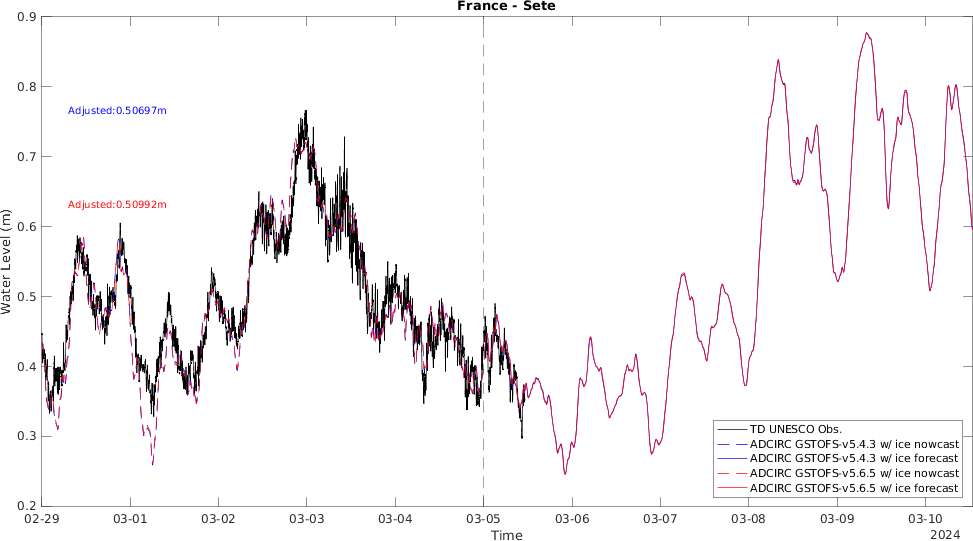 France - Sete
0.9
0.8
0.7
0.6
0.5
0.4
0.3
0.2
Water Level (m)
Adjusted:0.50697m
Adjusted:0.50992m
TD UNESCO Obs.
ADCIRC GSTOFS-v5.4.3 w/ ice nowcast
ADCIRC GSTOFS-v5.4.3 w/ ice forecast
ADCIRC GSTOFS-v5.6.5 w/ ice nowcast
ADCIRC GSTOFS-v5.6.5 w/ ice forecast
02-29 03-01 03-02 03-03 03-04 03-05 03-06 03-07 03-08 03-09 03-10
Time
2024